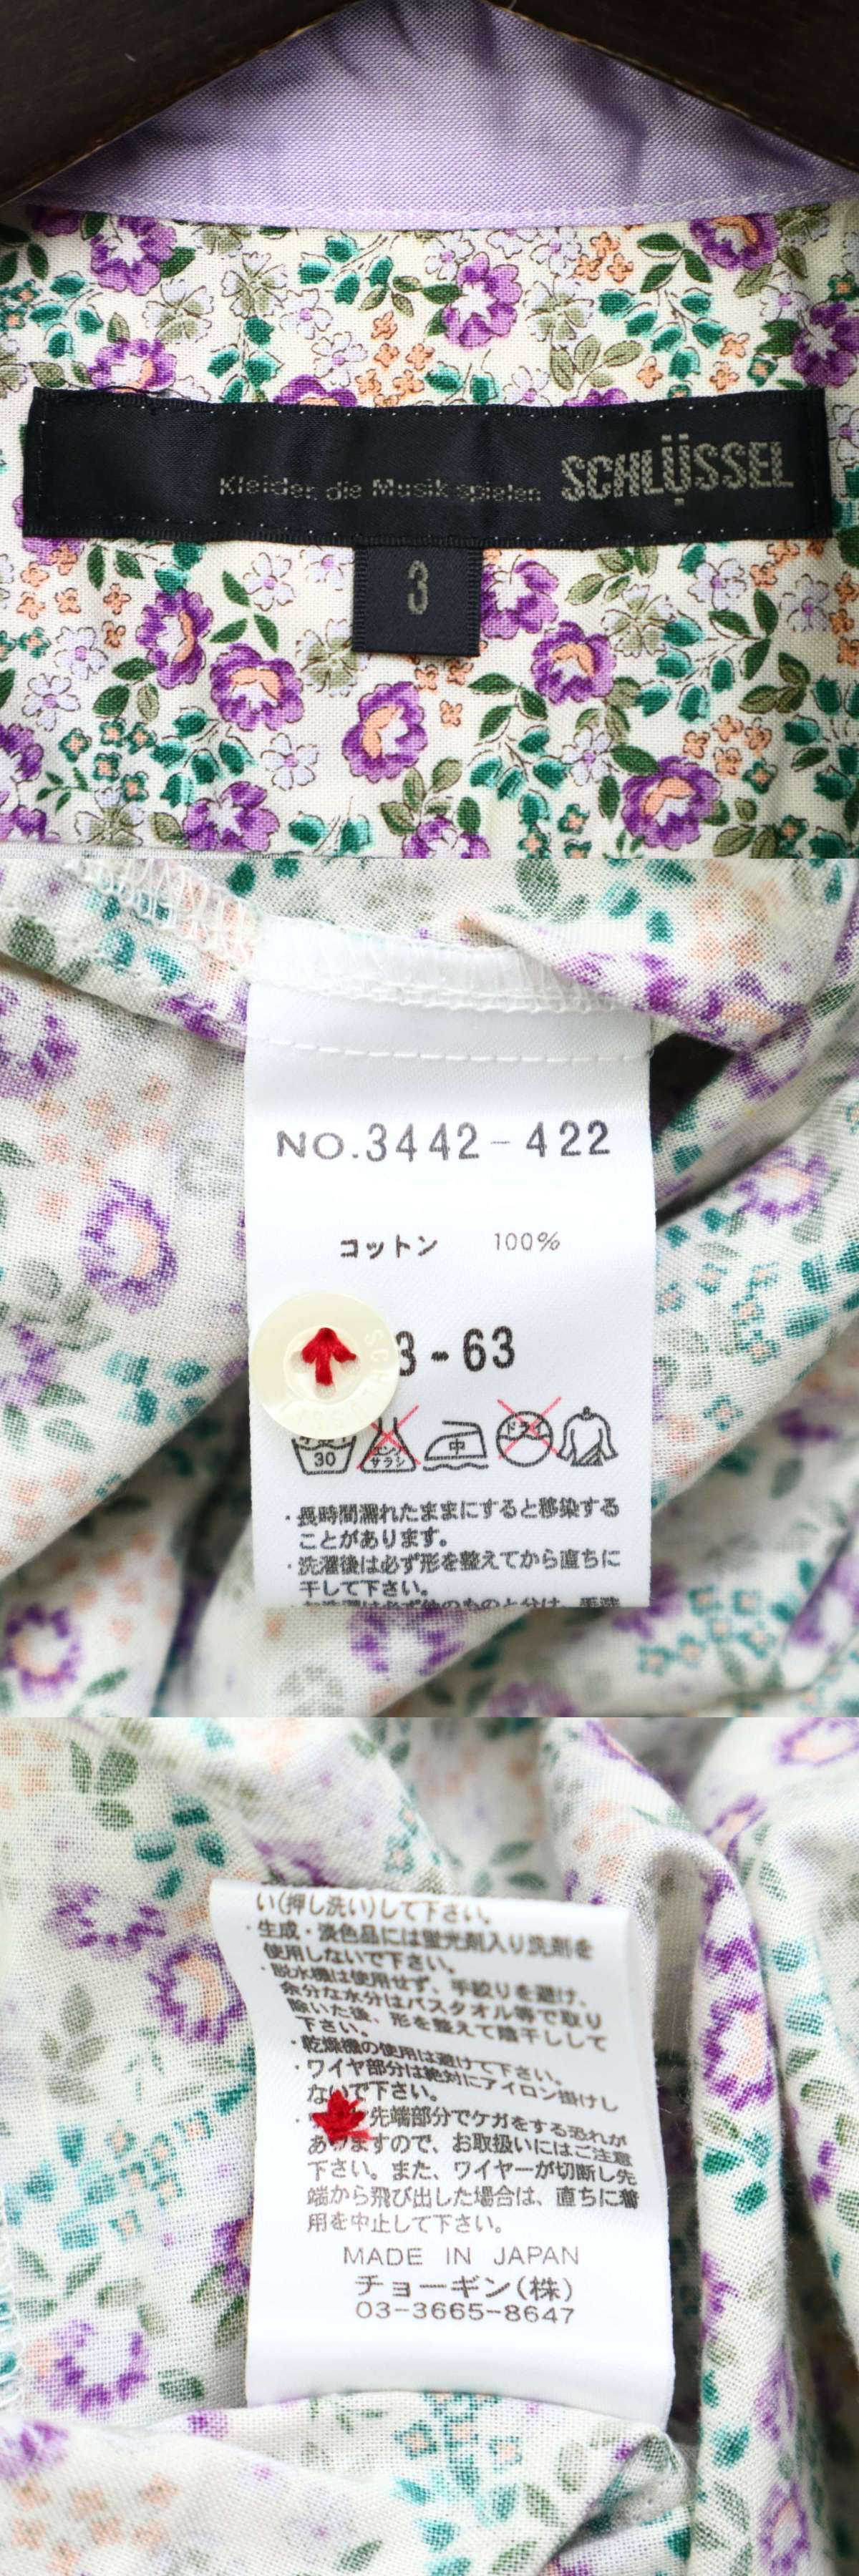 Kleider, die Musik spielen SCHLÜSSEL
3
NO.3442-422
コットン 100%
3-63
30
エンソ
サラシ
中
ドライ
・長時間濡れたままにすると移染する
ことがあります。
・洗濯後は必ず形を整えてから直ちに
干して下さい。
い(押し洗い)して下さい。
・生成・淡色品には蛍光剤入り洗剤を
使用しないで下さい。
・脱水機は使用せず、手絞りを避け、
余分な水分はバスタオル等で取り
除いた後、形を整えて陰干しして
下さい。
・乾燥機の使用は避けて下さい。
・ワイヤ部分は絶対にアイロン掛けし
ないで下さい。
・先端部分でケガをする恐れが
ありますので、お取扱いにはご注意
下さい。また、ワイヤーが切断し先
端から飛び出した場合は、直ちに着
用を中止して下さい。
MADE IN JAPAN
チョーギン(株)
03-3665-8647